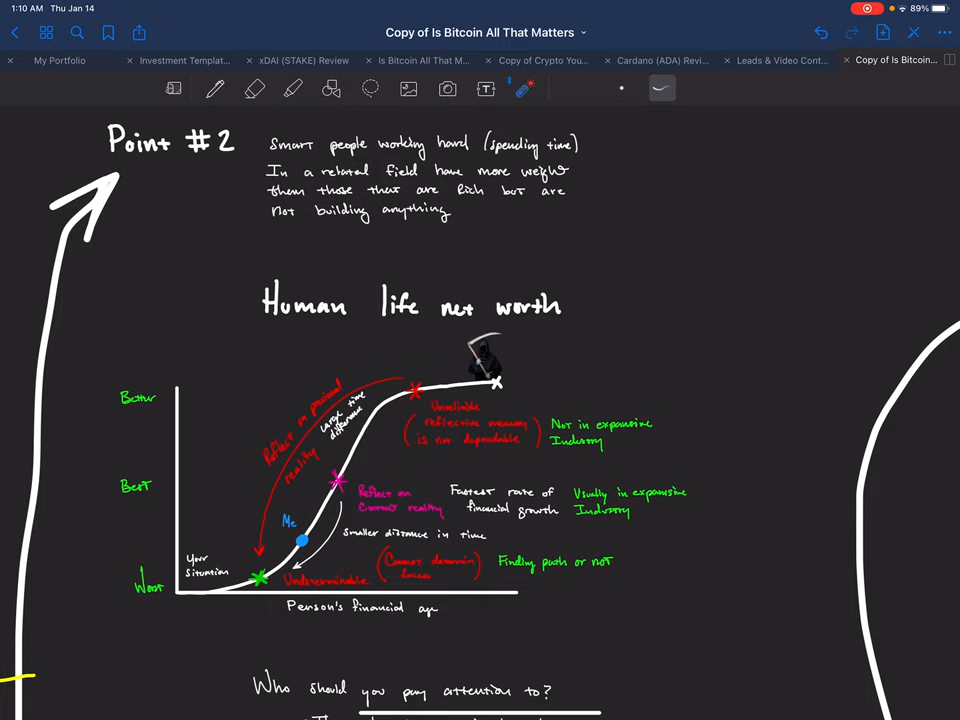 1:10 AM Thu Jan 14
89%
Copy of Is Bitcoin All That Matters
My Portfolio
Investment Templat...
xDAI (STAKE) Review
Is Bitcoin All That M...
Copy of Crypto You...
Cardano (ADA) Revi...
Leads & Video Cont...
Copy of Is Bitcoin...
Point #2
Smart people working hard (spending time)
In a related field have more weight
them those that are Rich but are
Not building anything
Human life net worth
Better
Best
Worst
Reflect on previous
reality
Large time
difference
Unreliable
(reflective memory
is not dependable)
Not in expansive
Industry
Reflect on
Current reality
Fastest rate of
financial growth
Usually in expansive
Industry
Me
Smaller distance in time
Your
Situation
Undeterminable
(Cannot
)
Finding path or not
Person's financial age
Who should you pay attention to?